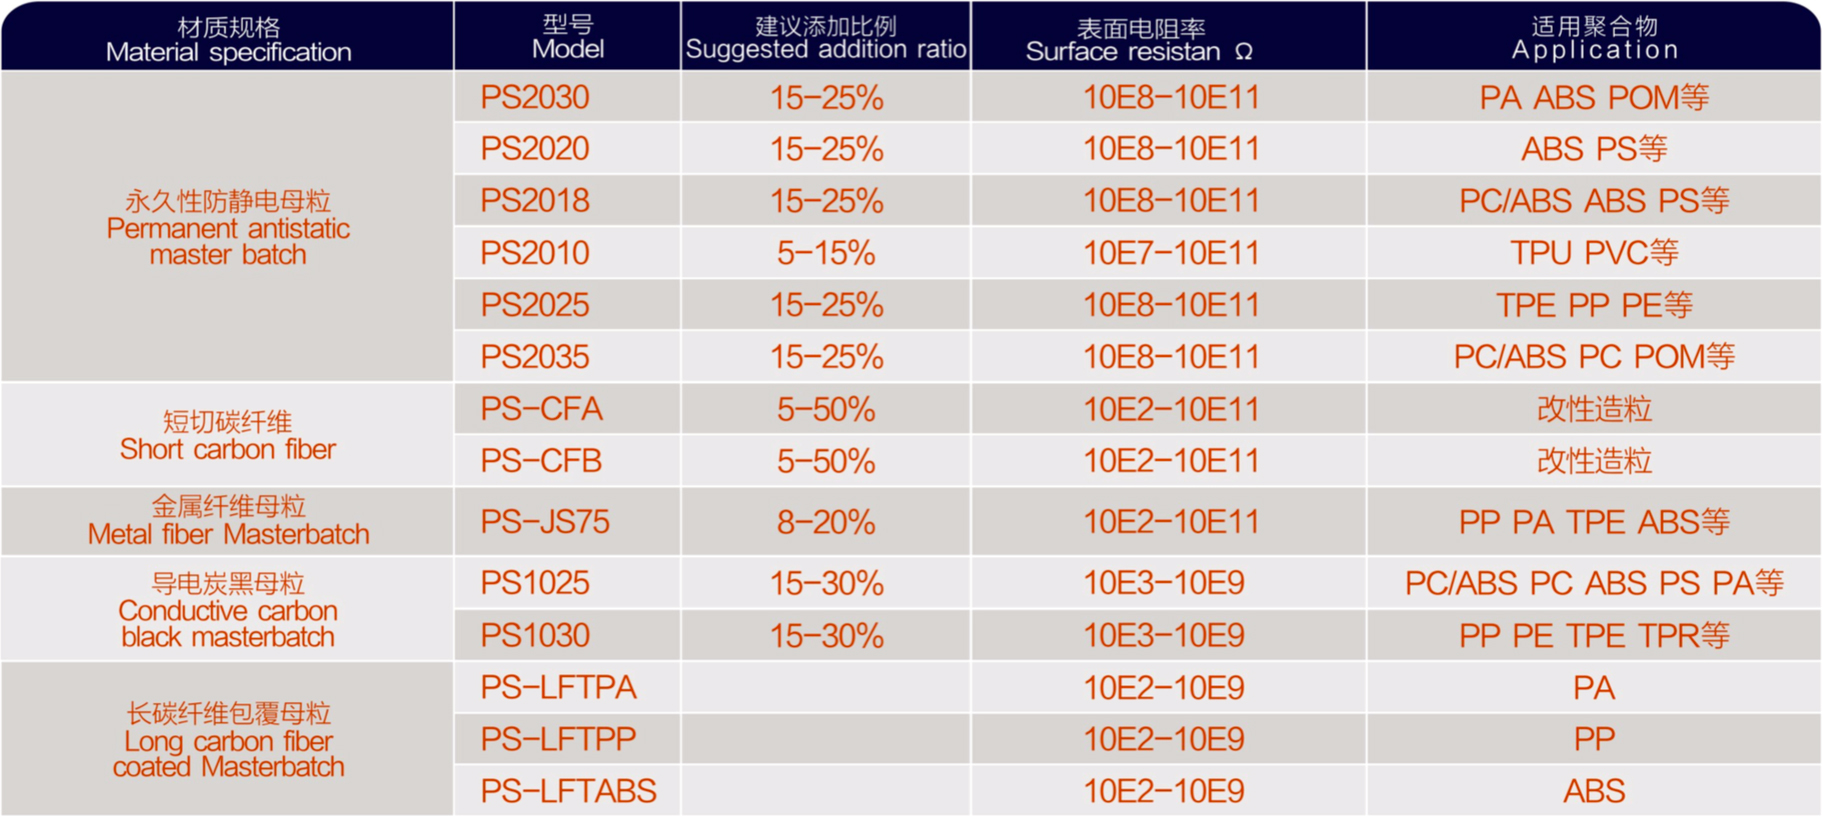 材质规格
Material specification
型号
Model
建议添加比例
Suggested addition ratio
表面电阻率
Surface resistan Ω
适用聚合物
Application
永久性防静电母粒
Permanent antistatic
master batch
PS2030 15-25% 10E8-10E11 PA ABS POM等
PS2020 15-25% 10E8-10E11 ABS PS等
PS2018 15-25% 10E8-10E11 PC/ABS ABS PS等
PS2010 5-15% 10E7-10E11 TPU PVC等
PS2025 15-25% 10E8-10E11 TPE PP PE等
PS2035 15-25% 10E8-10E11 PC/ABS PC POM等
短切碳纤维
Short carbon fiber
PS-CFA 5-50% 10E2-10E11 改性造粒
PS-CFB 5-50% 10E2-10E11 改性造粒
金属纤维母粒
Metal fiber Masterbatch
PS-JS75 8-20% 10E2-10E11 PP PA TPE ABS等
导电炭黑母粒
Conductive carbon
black masterbatch
PS1025 15-30% 10E3-10E9 PC/ABS PC ABS PS PA等
PS1030 15-30% 10E3-10E9 PP PE TPE TPR等
长碳纤维包覆母粒
Long carbon fiber
coated Masterbatch
PS-LFTPA 10E2-10E9 PA
PS-LFTPP 10E2-10E9 PP
PS-LFTABS 10E2-10E9 ABS